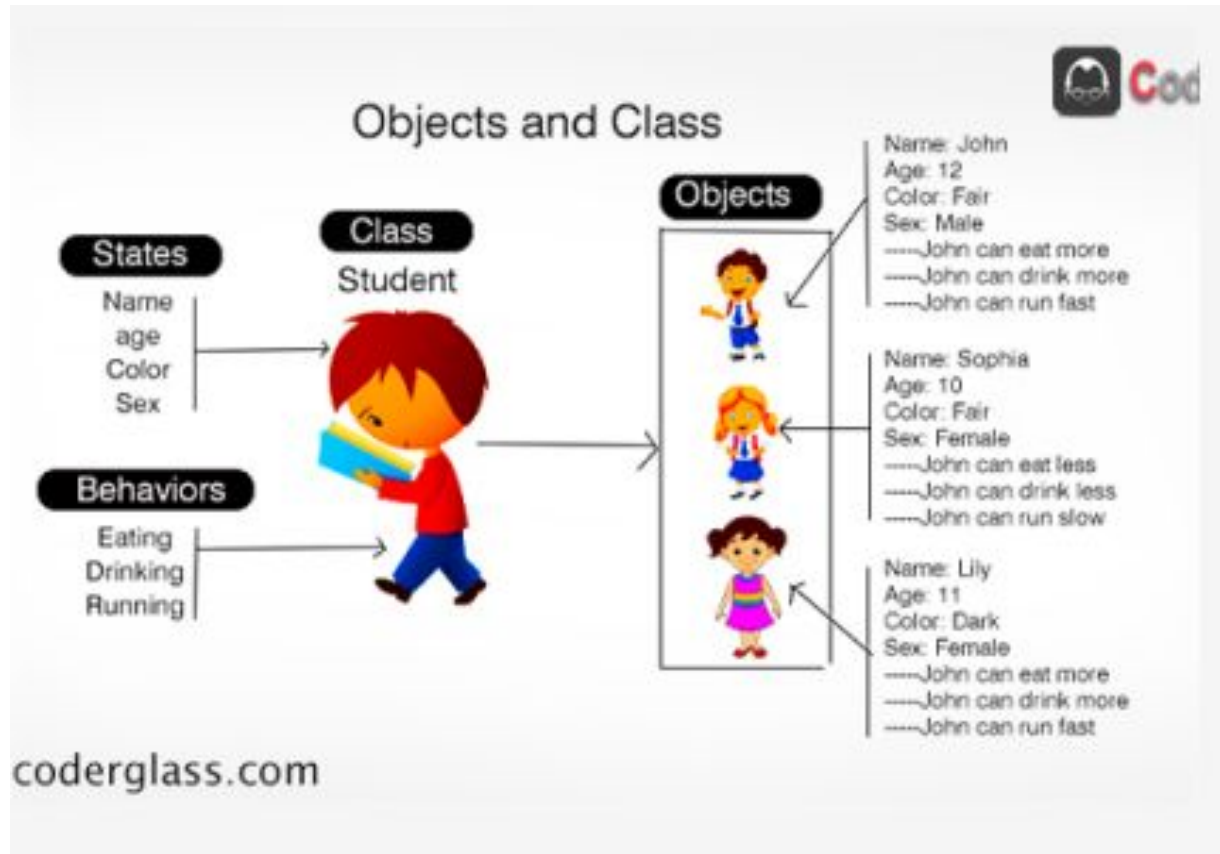 Cod
Objects and Class
States
Name
age
Color
Sex
Behaviors
Eating
Drinking
Running
Class
Student
Objects
Name: John
Age: 12
Color: Fair
Sex: Male
-----John can eat more
-----John can drink more
-----John can run fast
Name: Sophia
Age: 10
Color: Fair
Sex: Female
-----John can eat less
-----John can drink less
-----John can run slow
Name: Lily
Age: 11
Color: Dark
Sex: Female
-----John can eat more
-----John can drink more
-----John can run fast
coderglass.com